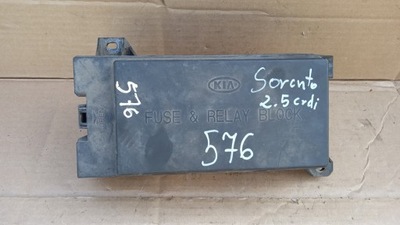 KIA
Sorento
2.5 crdi
576
FUSE & RELAY BLOCK
576